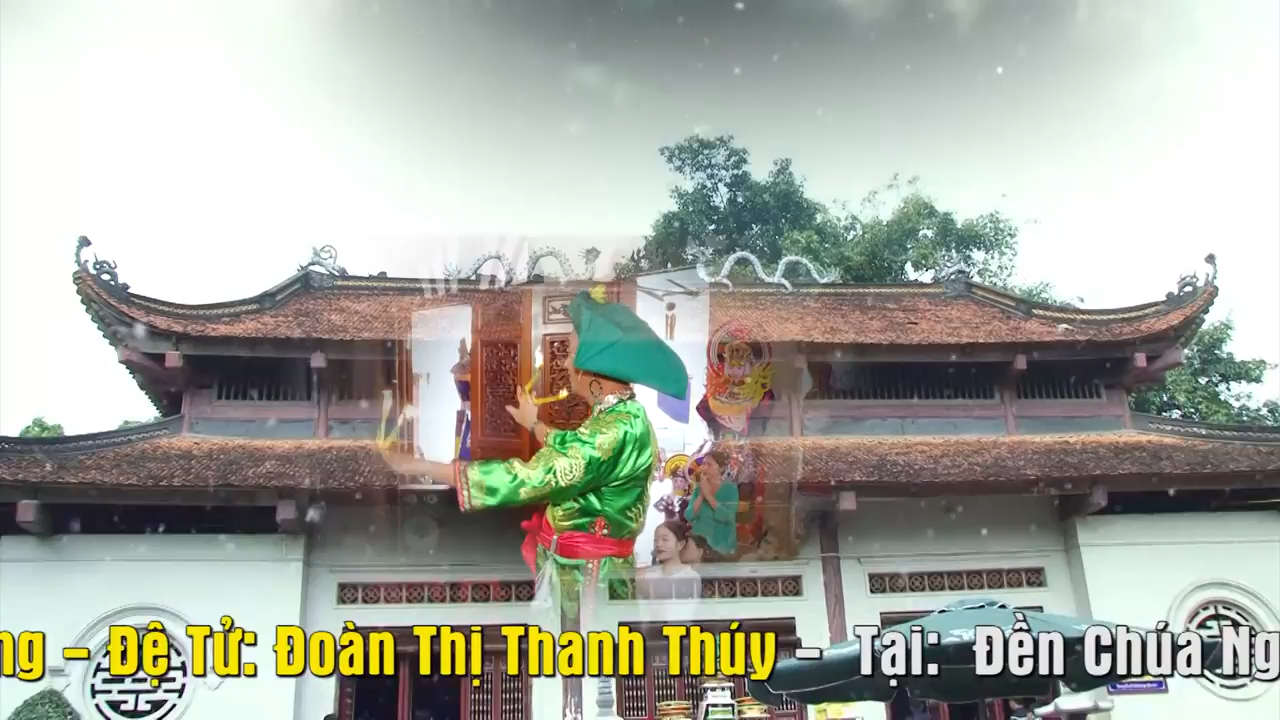 ng – Đệ Tử: Đoàn Thị Thanh Thúy – Tại: Đền Chúa Ng